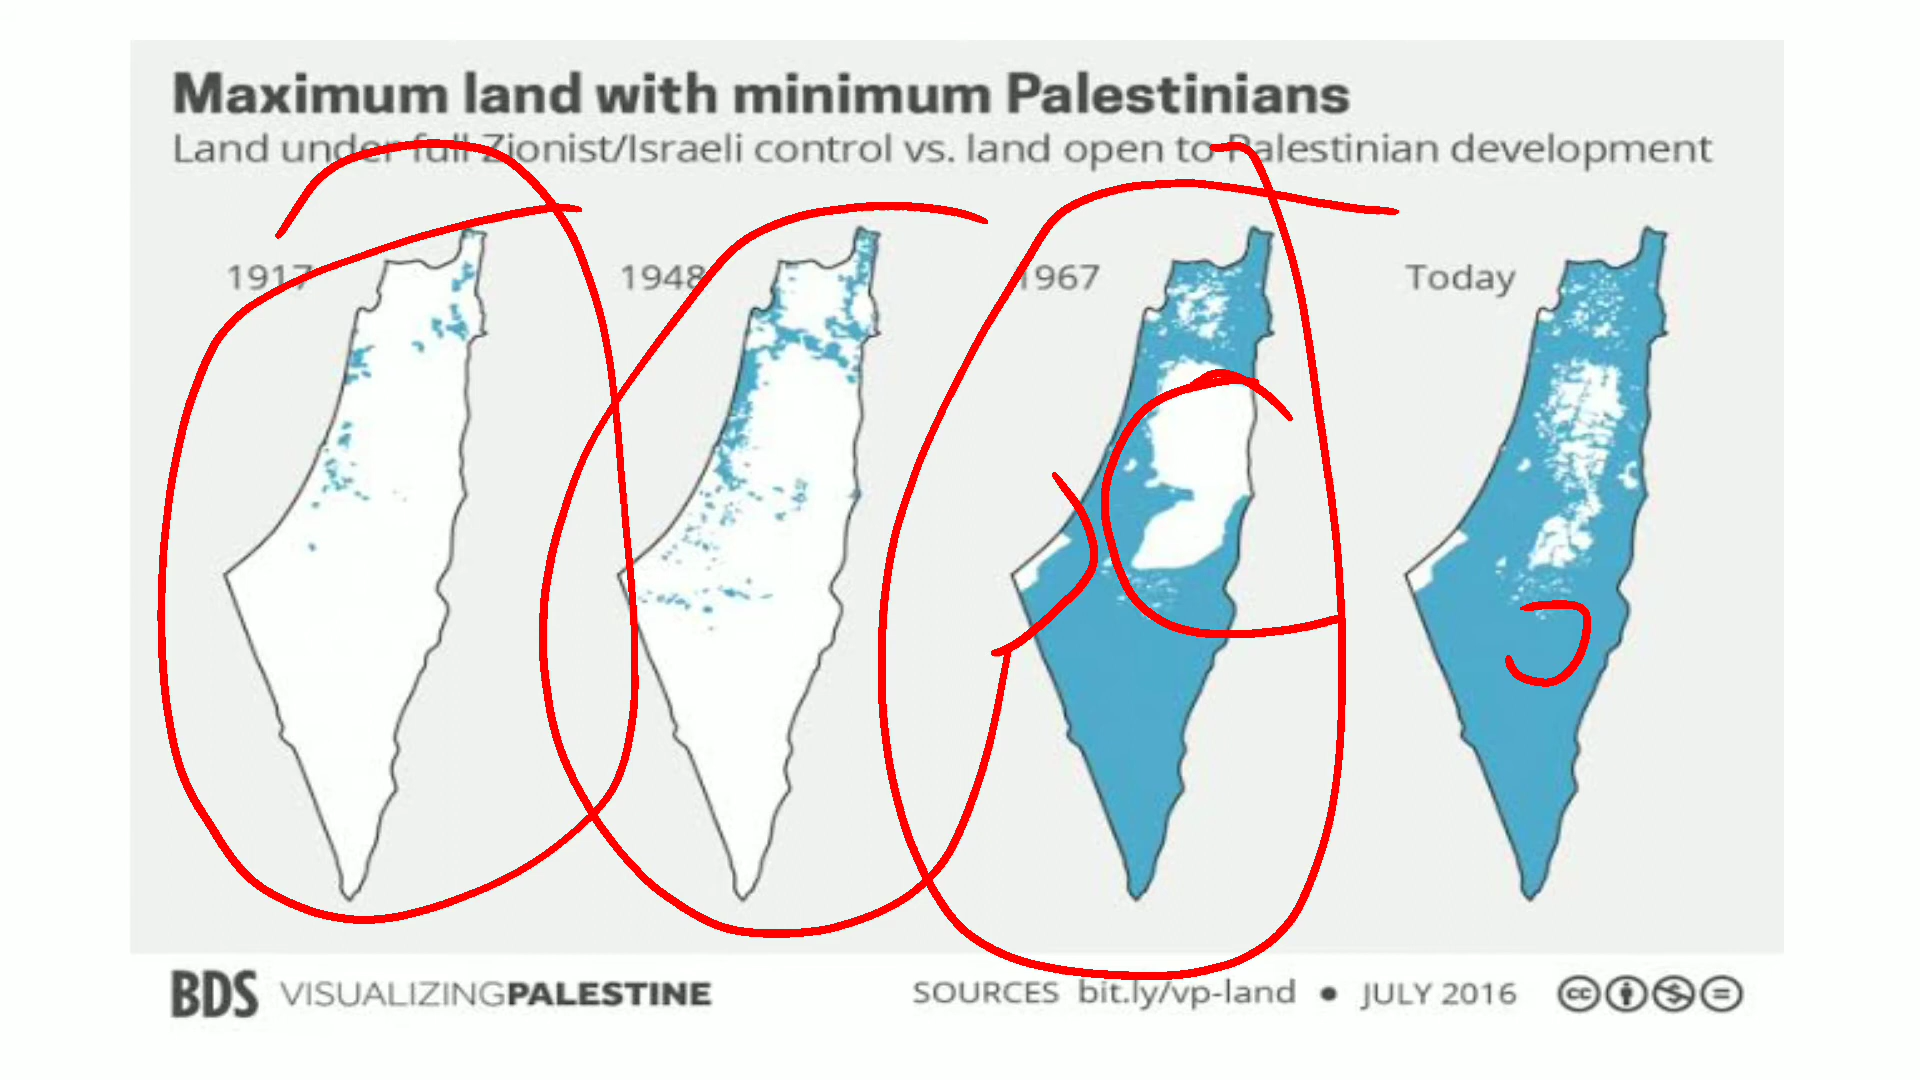 Maximum land with minimum Palestinians
Land under full Zionist/Israeli control vs. land open to Palestinian development
1917 1948 1967 Today
BDS VISUALIZINGPALESTINE SOURCES bit.ly/vp-land • JULY 2016 cc